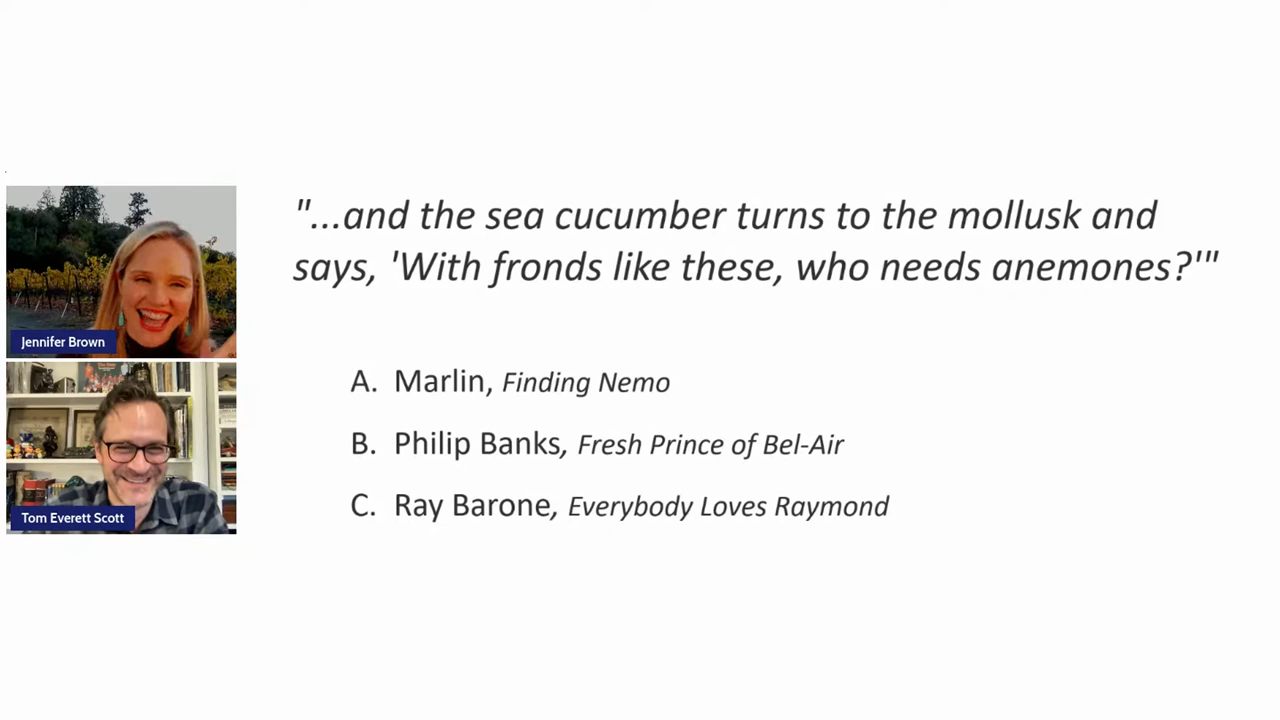 "...and the sea cucumber turns to the mollusk and
says, 'With fronds like these, who needs anemones?'"
Jennifer Brown
A. Marlin, Finding Nemo
B. Philip Banks, Fresh Prince of Bel-Air
C. Ray Barone, Everybody Loves Raymond
Tom Everett Scott